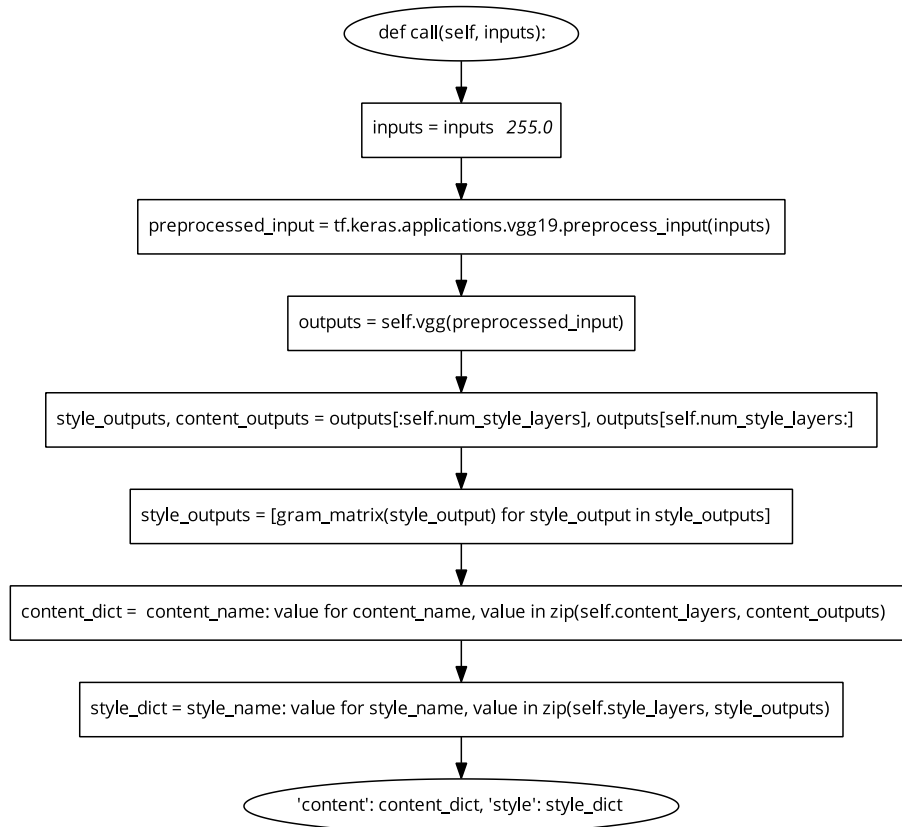 def call(self, inputs):
inputs = inputs 255.0
preprocessed_input = tf.keras.applications.vgg19.preprocess_input(inputs)
outputs = self.vgg(preprocessed_input)
style_outputs, content_outputs = outputs[:self.num_style_layers], outputs[self.num_style_layers:]
style_outputs = [gram_matrix(style_output) for style_output in style_outputs]
content_dict = content_name: value for content_name, value in zip(self.content_layers, content_outputs)
style_dict = style_name: value for style_name, value in zip(self.style_layers, style_outputs)
'content': content_dict, 'style': style_dict